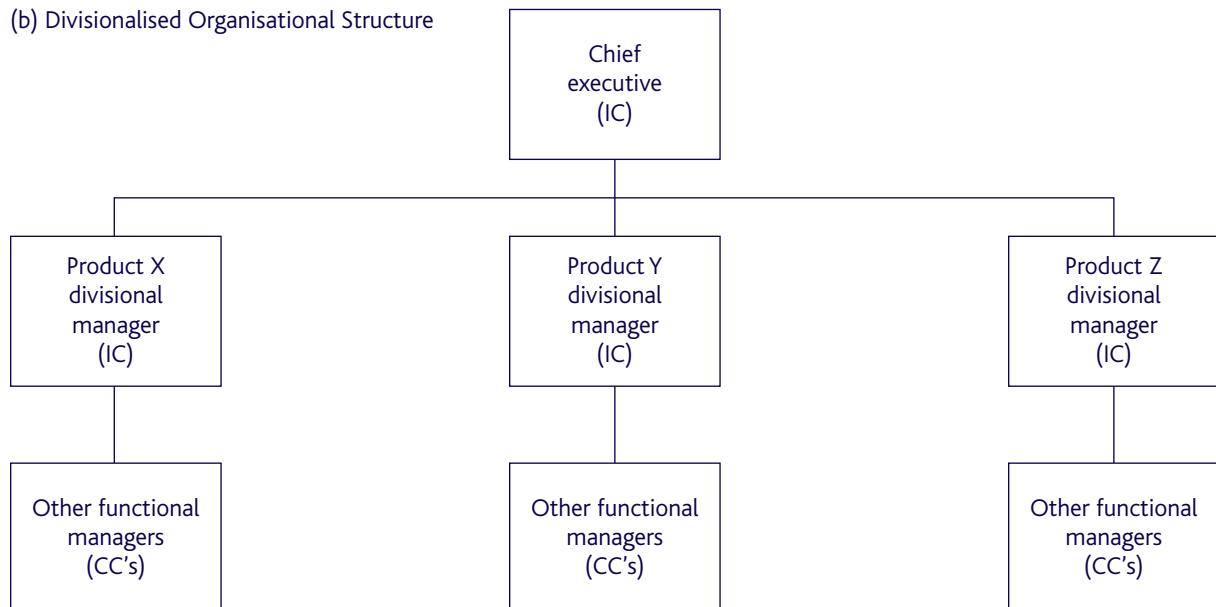 (b) Divisionalised Organisational Structure
Chief
executive
(IC)
Product X
divisional
manager
(IC)
Product Y
divisional
manager
(IC)
Product Z
divisional
manager
(IC)
Other functional
managers
(CC’s)
Other functional
managers
(CC’s)
Other functional
managers
(CC’s)